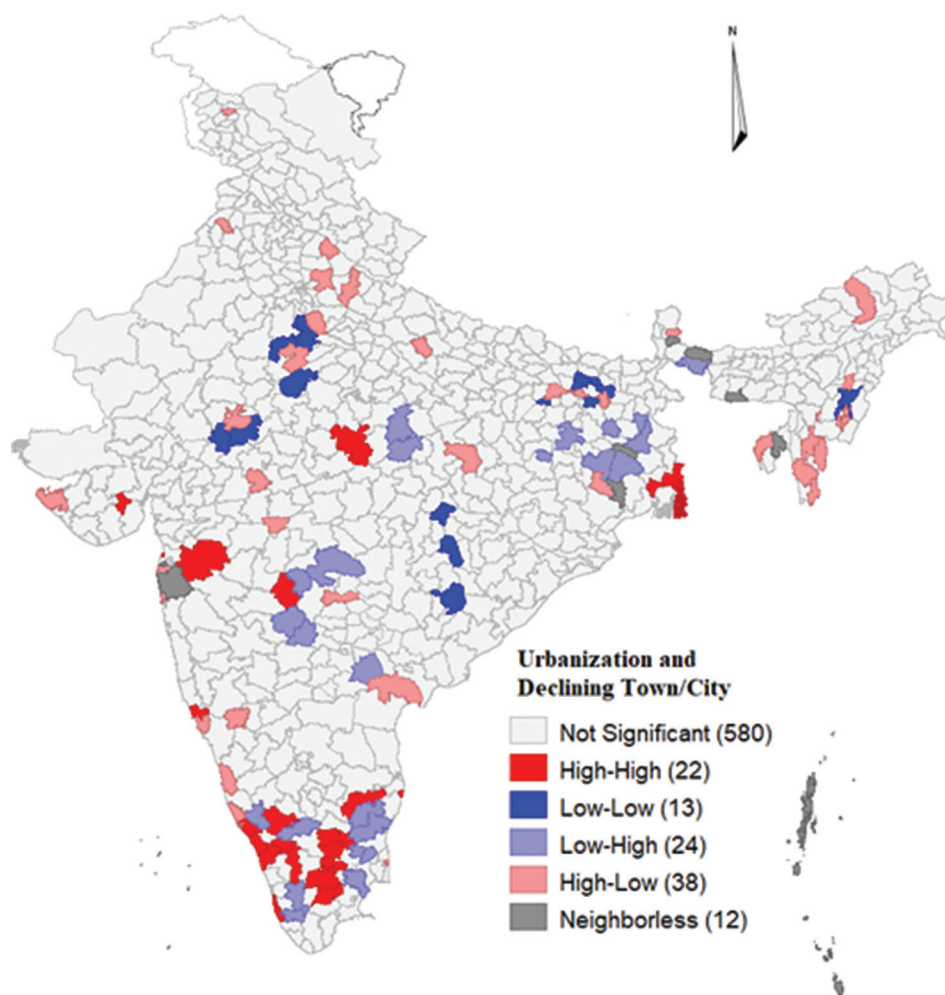 N
Urbanization and
Declining Town/City
Not Significant (580)
High-High (22)
Low-Low (13)
Low-High (24)
High-Low (38)
Neighborless (12)